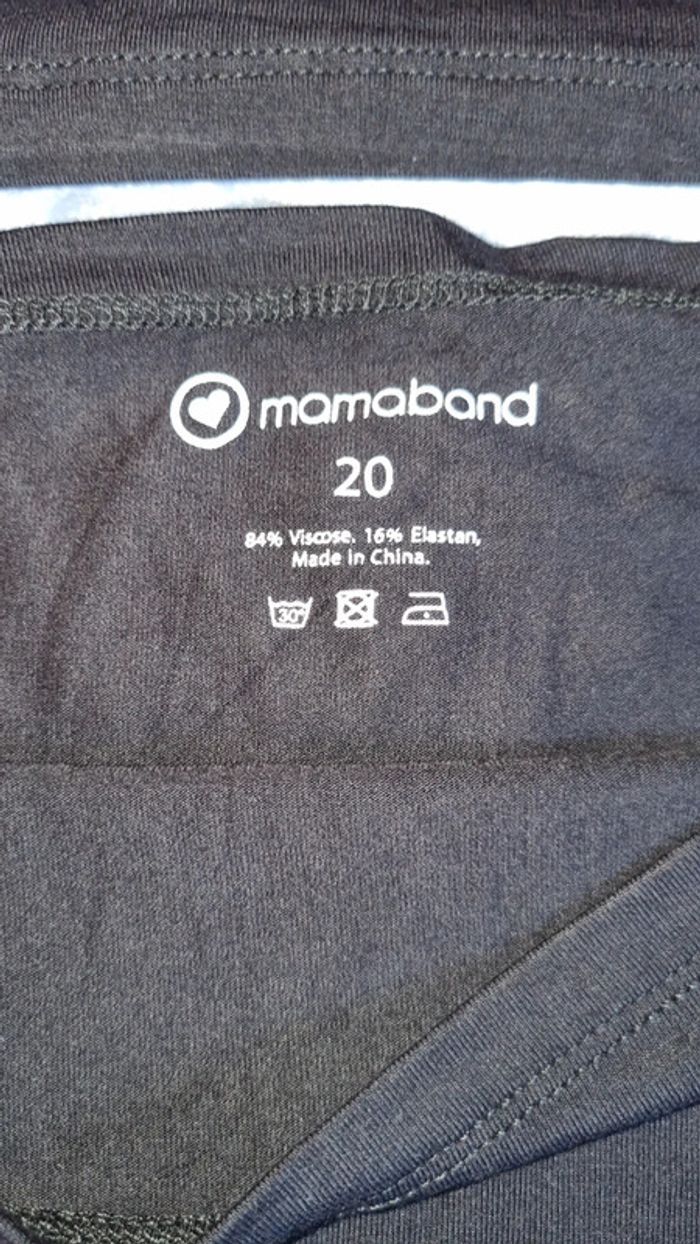 mamaband
20
84% Viscose. 16% Elastan,
Made in China.
30°